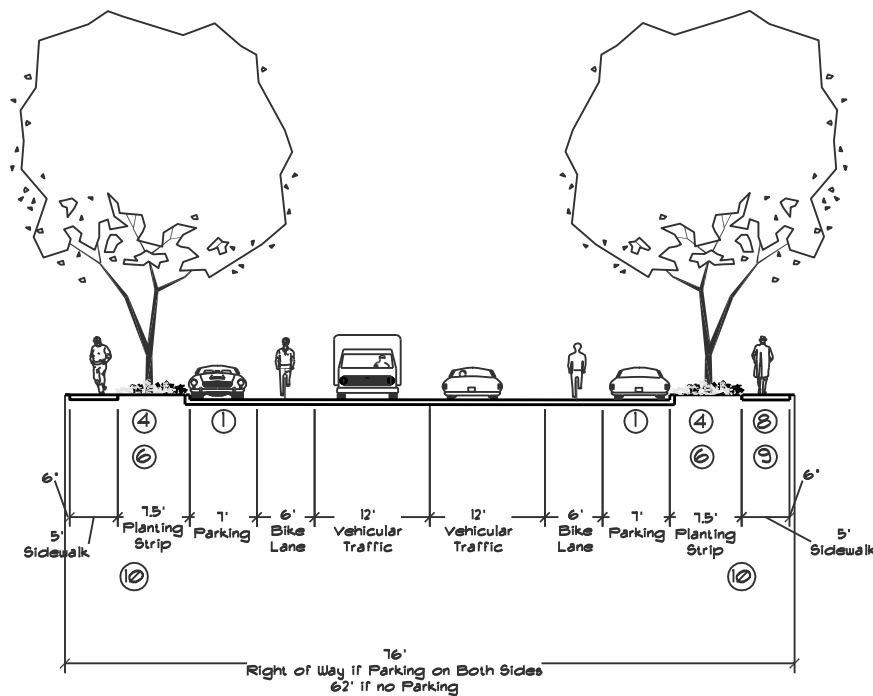 4
1
1
4
8
6
6
9
6"
6"
5'
Sidewalk
7.5'
Planting
Strip
7'
Parking
6'
Bike
Lane
12'
Vehicular
Traffic
12'
Vehicular
Traffic
6'
Bike
Lane
7'
Parking
7.5'
Planting
Strip
5'
Sidewalk
10
10
76'
Right of Way if Parking on Both Sides
62' if no Parking